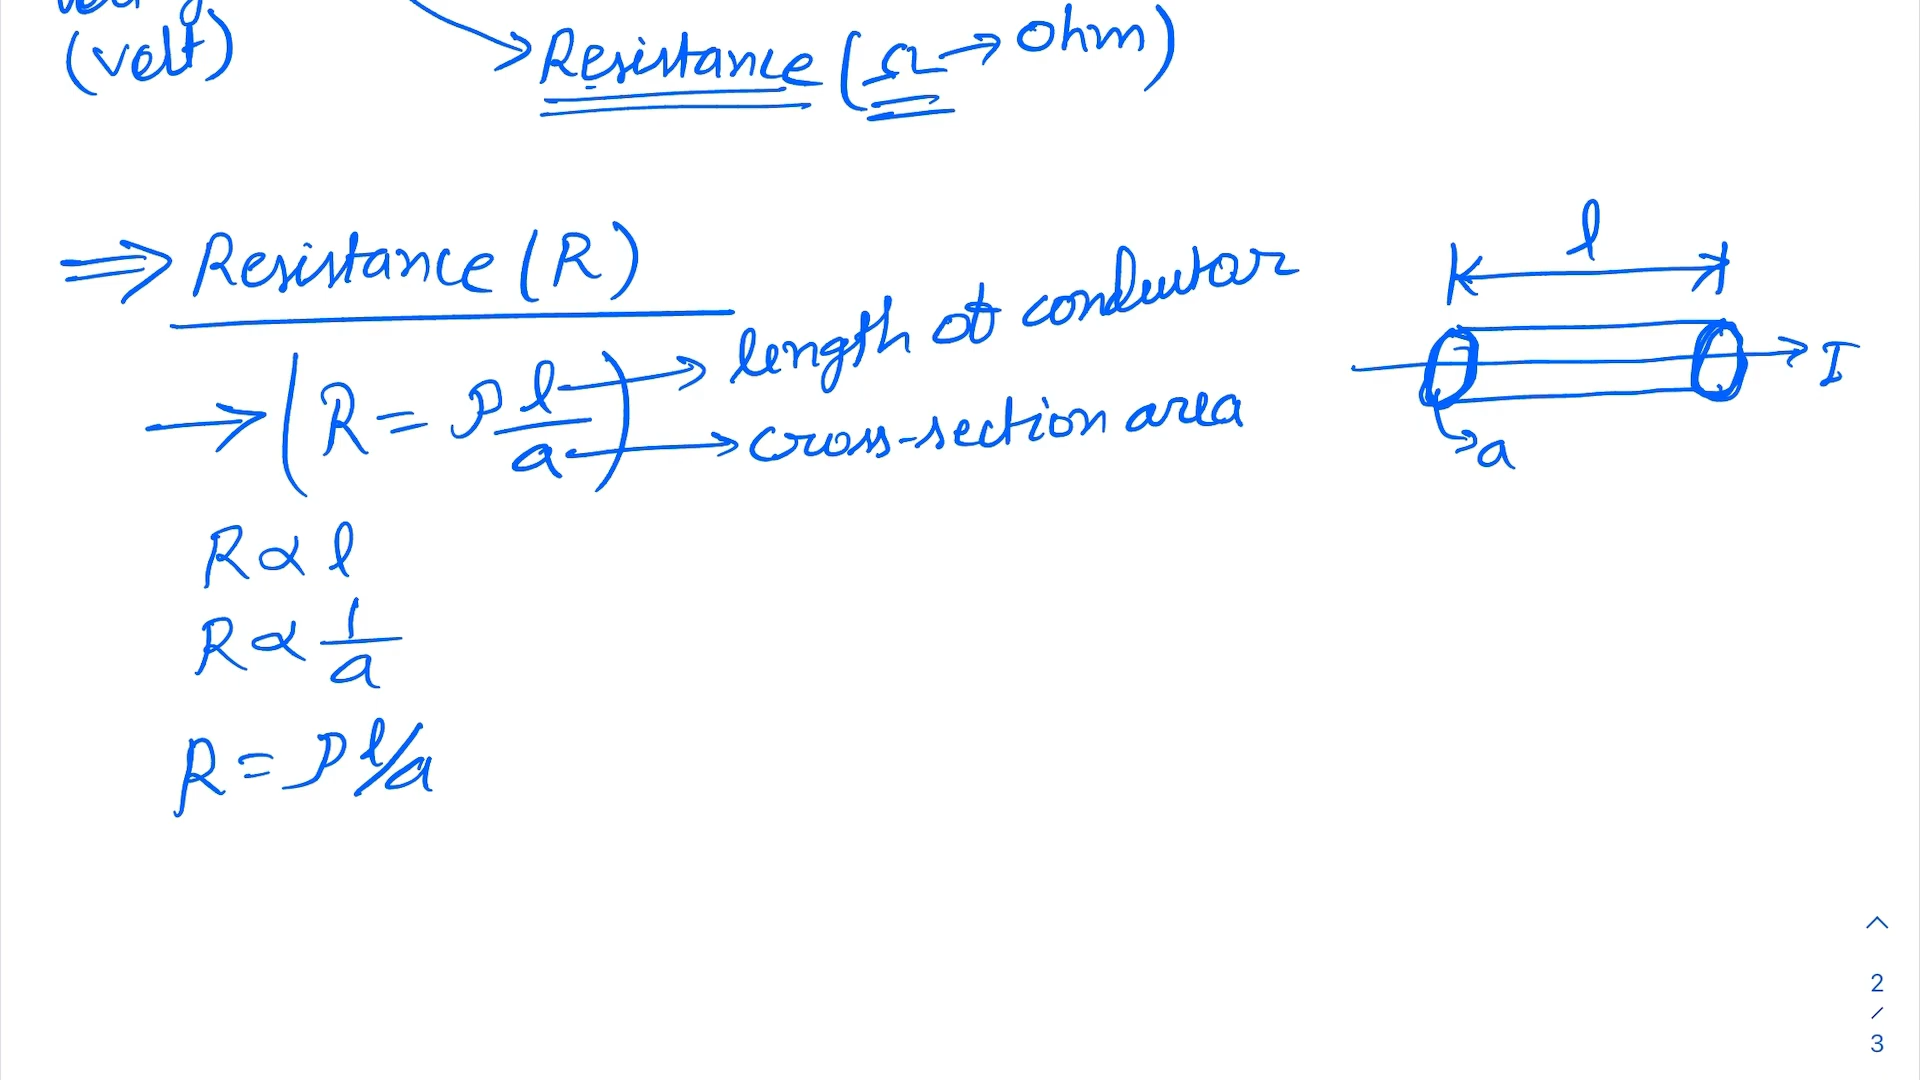 (volt)
Resistance (Ω → Ohm)
⇒ Resistance (R)
→ (R = ρ l/a)
→ length of conductor
→ cross-section area
R ∝ l
R ∝ 1/a
R = ρ l/a
l
I
a
2
/
3